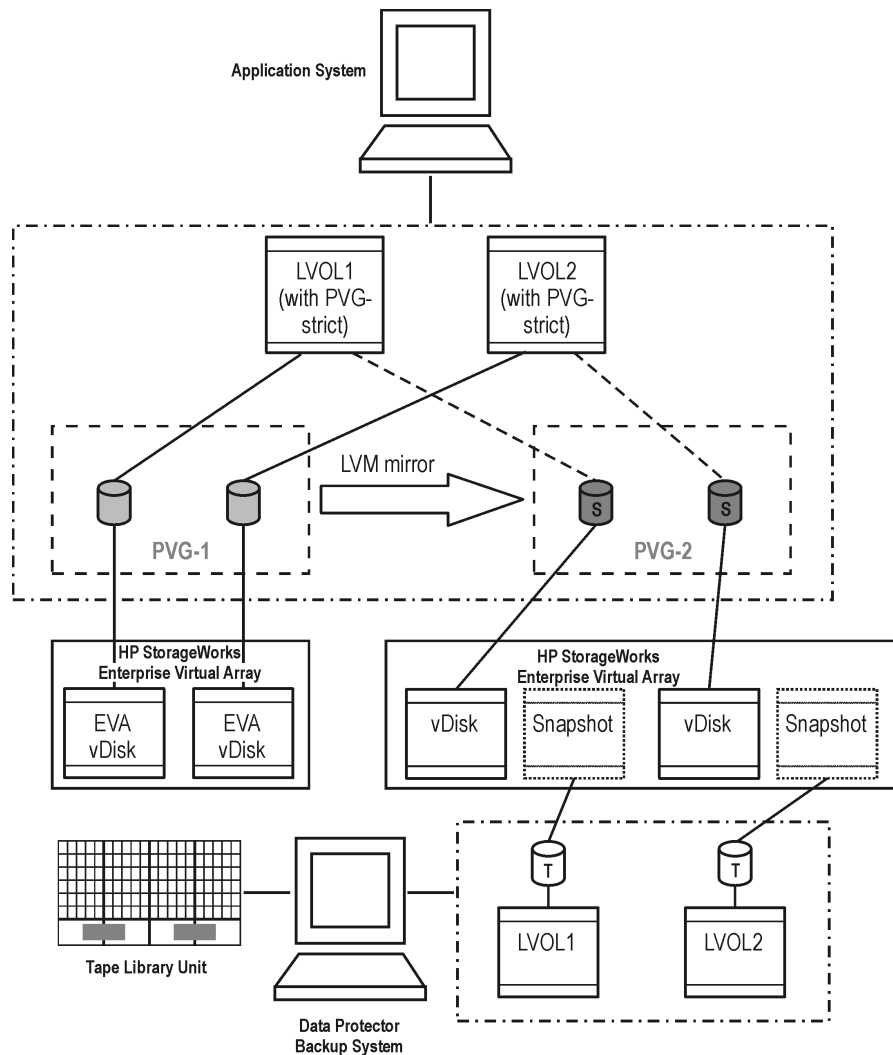 Application System
LVOL1
(with PVG-
strict)
LVOL2
(with PVG-
strict)
LVM mirror
S
S
PVG-1
PVG-2
HP StorageWorks
Enterprise Virtual Array
EVA
vDisk
EVA
vDisk
HP StorageWorks
Enterprise Virtual Array
vDisk
Snapshot
vDisk
Snapshot
T
T
LVOL1
LVOL2
Tape Library Unit
Data Protector
Backup System